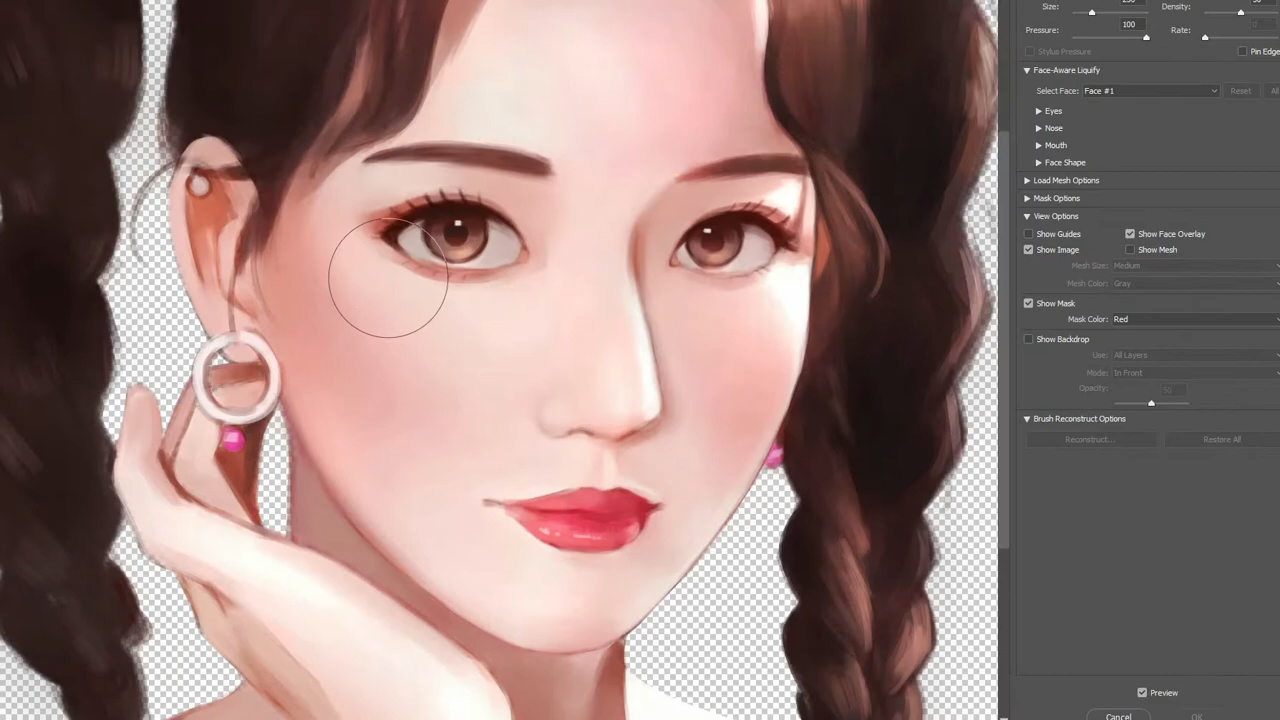 Size:
Density:
Pressure: 100 Rate:
Stylus Pressure Pin Edge
Face-Aware Liquify
Select Face: Face #1 Reset All
Eyes
Nose
Mouth
Face Shape
Load Mesh Options
Mask Options
View Options
Show Guides Show Face Overlay
Show Image Show Mesh
Mesh Size: Medium
Mesh Color: Gray
Show Mask
Mask Color: Red
Show Backdrop
Use: All Layers
Mode: In Front
Opacity: 50
Brush Reconstruct Options
Reconstruct... Restore All
Preview
Cancel OK